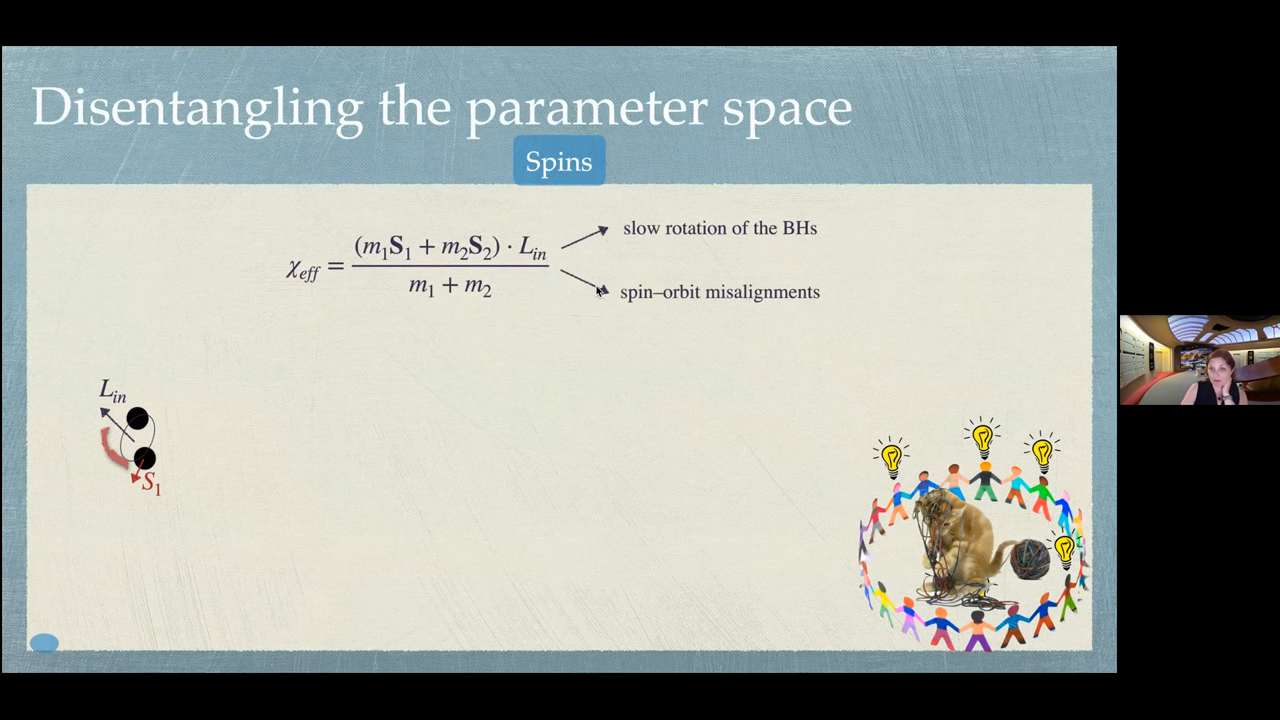 Disentangling the parameter space
Spins
χ_eff = (m₁S₁ + m₂S₂) · L_in / m₁ + m₂
slow rotation of the BHs
spin–orbit misalignments
L_in
S₁